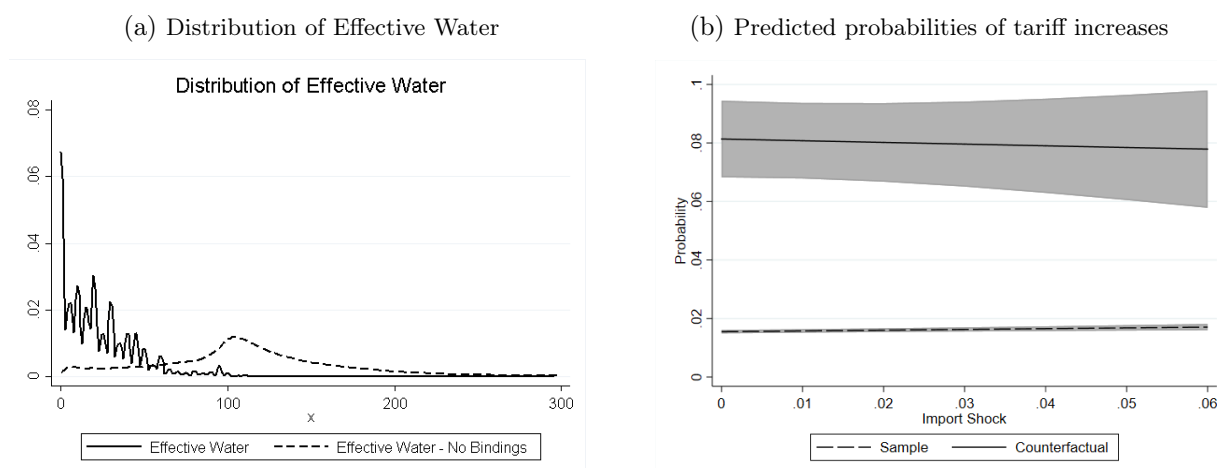 (a) Distribution of Effective Water
Distribution of Effective Water
.08
.06
.04
.02
0
0
100
200
300
x
Effective Water
Effective Water - No Bindings
(b) Predicted probabilities of tariff increases
.1
.08
.06
.04
.02
0
Probability
0
.01
.02
.03
.04
.05
.06
Import Shock
Sample
Counterfactual